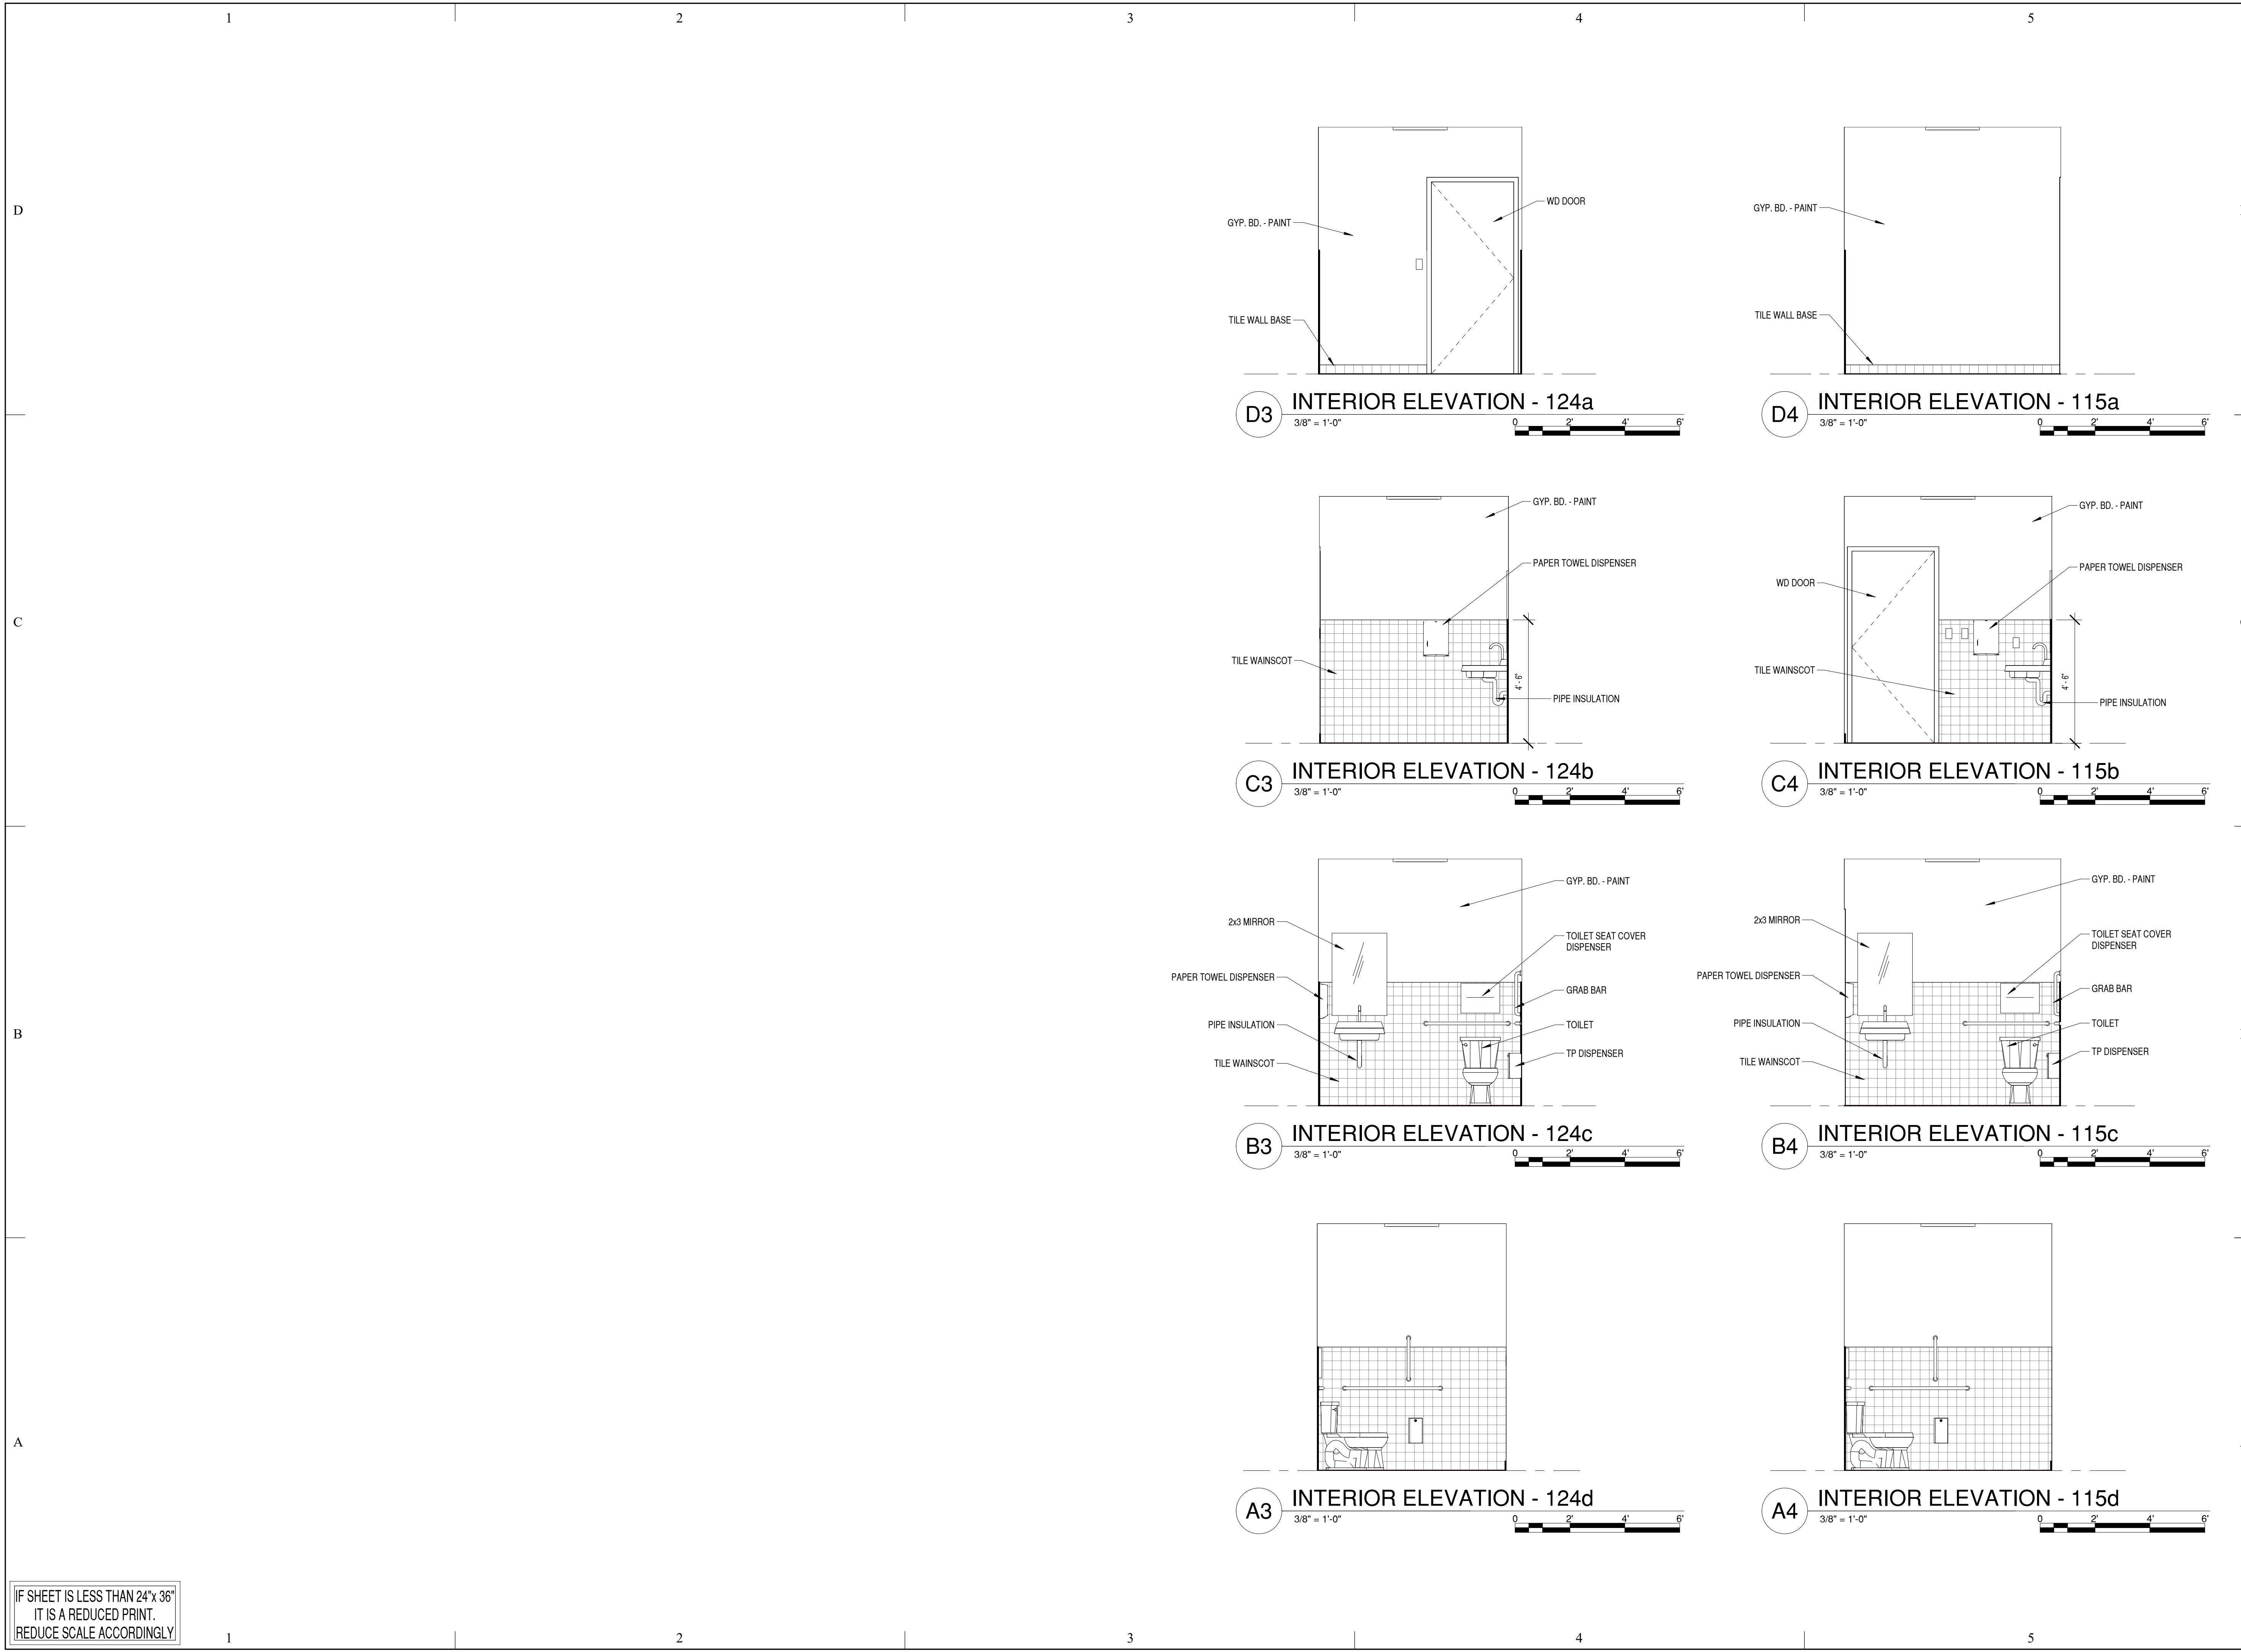 1
2
3
4
5
D
GYP. BD. - PAINT
WD DOOR
TILE WALL BASE
D3
INTERIOR ELEVATION - 124a
3/8" = 1'-0"
0 2' 4' 6'
GYP. BD. - PAINT
TILE WALL BASE
D4
INTERIOR ELEVATION - 115a
3/8" = 1'-0"
0 2' 4' 6'
C
GYP. BD. - PAINT
PAPER TOWEL DISPENSER
TILE WAINSCOT
4' - 6"
PIPE INSULATION
C3
INTERIOR ELEVATION - 124b
3/8" = 1'-0"
0 2' 4' 6'
GYP. BD. - PAINT
PAPER TOWEL DISPENSER
WD DOOR
TILE WAINSCOT
4' - 6"
PIPE INSULATION
C4
INTERIOR ELEVATION - 115b
3/8" = 1'-0"
0 2' 4' 6'
B
GYP. BD. - PAINT
2x3 MIRROR
TOILET SEAT COVER
DISPENSER
PAPER TOWEL DISPENSER
GRAB BAR
PIPE INSULATION
TOILET
TP DISPENSER
TILE WAINSCOT
B3
INTERIOR ELEVATION - 124c
3/8" = 1'-0"
0 2' 4' 6'
GYP. BD. - PAINT
2x3 MIRROR
TOILET SEAT COVER
DISPENSER
PAPER TOWEL DISPENSER
GRAB BAR
PIPE INSULATION
TOILET
TP DISPENSER
TILE WAINSCOT
B4
INTERIOR ELEVATION - 115c
3/8" = 1'-0"
0 2' 4' 6'
A
A3
INTERIOR ELEVATION - 124d
3/8" = 1'-0"
0 2' 4' 6'
A4
INTERIOR ELEVATION - 115d
3/8" = 1'-0"
0 2' 4' 6'
IF SHEET IS LESS THAN 24"x 36"
IT IS A REDUCED PRINT.
REDUCE SCALE ACCORDINGLY
1
2
3
4
5